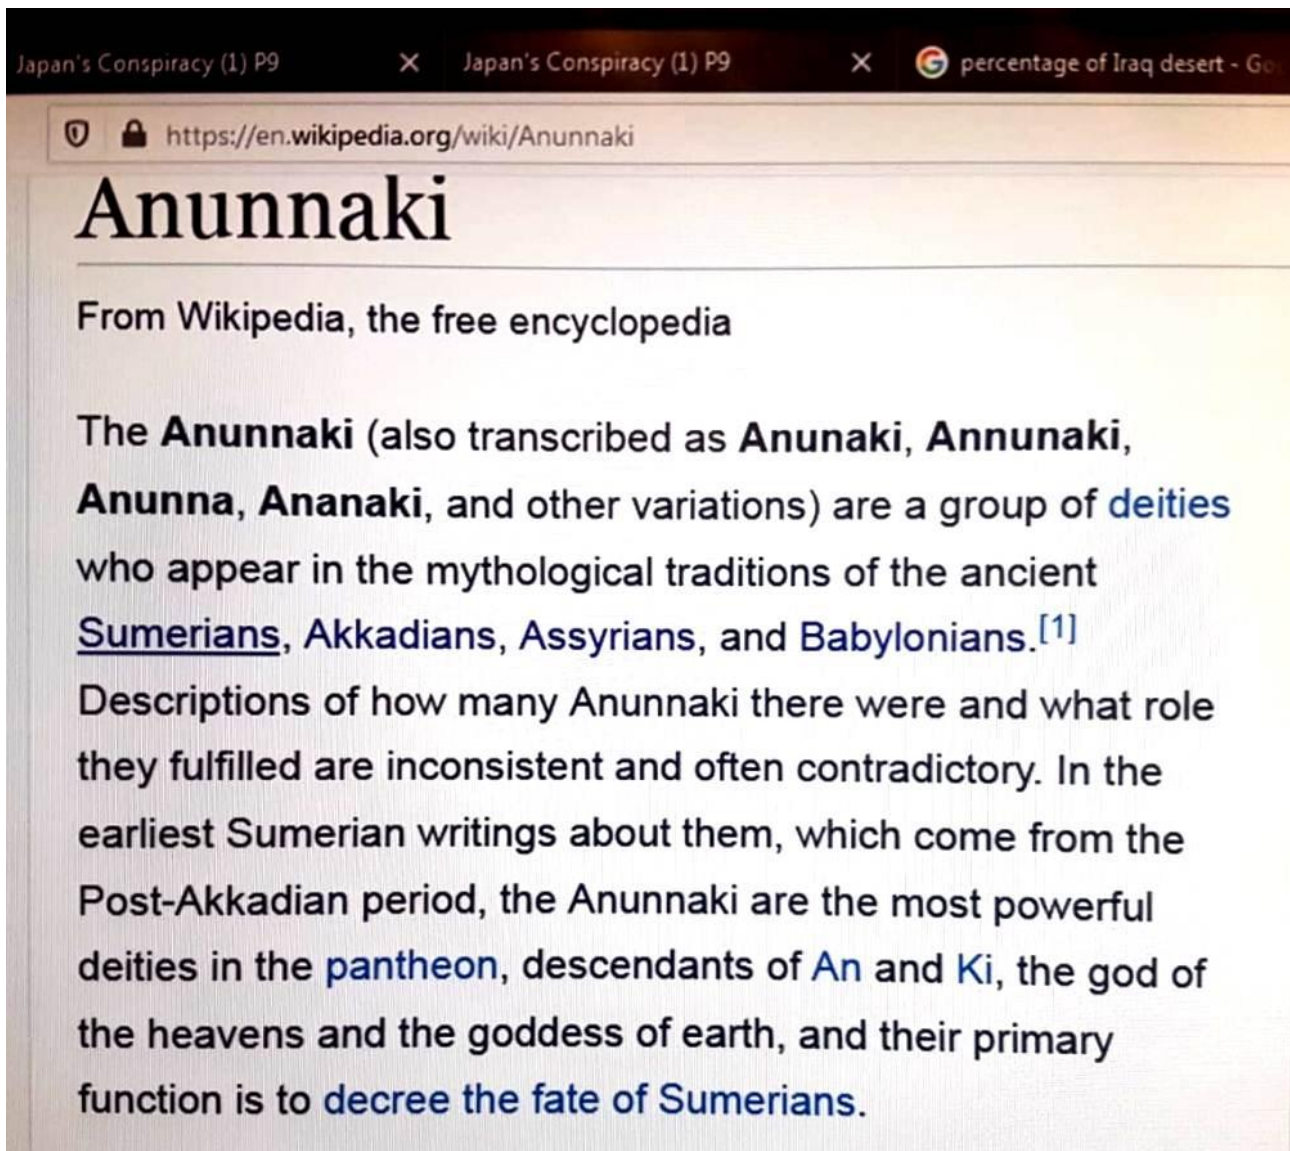 Japan's Conspiracy (1) P9
Japan's Conspiracy (1) P9
percentage of Iraq desert - Go
https://en.wikipedia.org/wiki/Anunnaki
Anunnaki
From Wikipedia, the free encyclopedia
The Anunnaki (also transcribed as Anunaki, Annunaki,
Anunna, Ananaki, and other variations) are a group of deities
who appear in the mythological traditions of the ancient
Sumerians, Akkadians, Assyrians, and Babylonians.[1]
Descriptions of how many Anunnaki there were and what role
they fulfilled are inconsistent and often contradictory. In the
earliest Sumerian writings about them, which come from the
Post-Akkadian period, the Anunnaki are the most powerful
deities in the pantheon, descendants of An and Ki, the god of
the heavens and the goddess of earth, and their primary
function is to decree the fate of Sumerians.